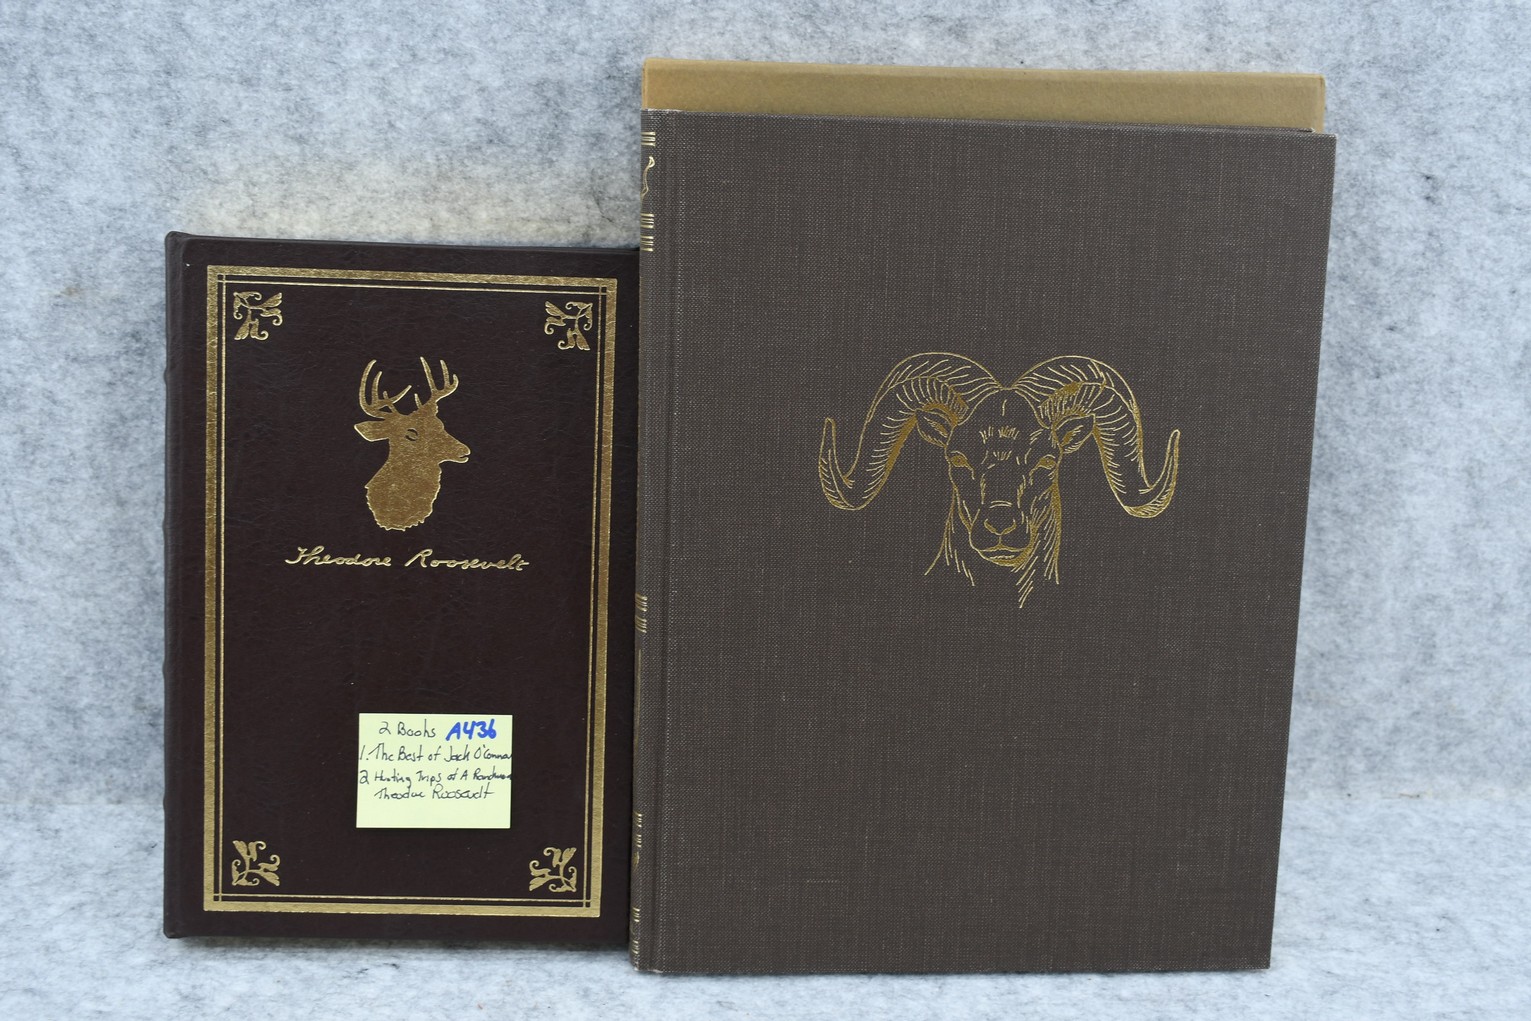 Theodore Roosevelt
2 Books A436
1. The Best of Jack O'Connor
2 Hunting Trips of A Ranchman
Theodore Roosevelt